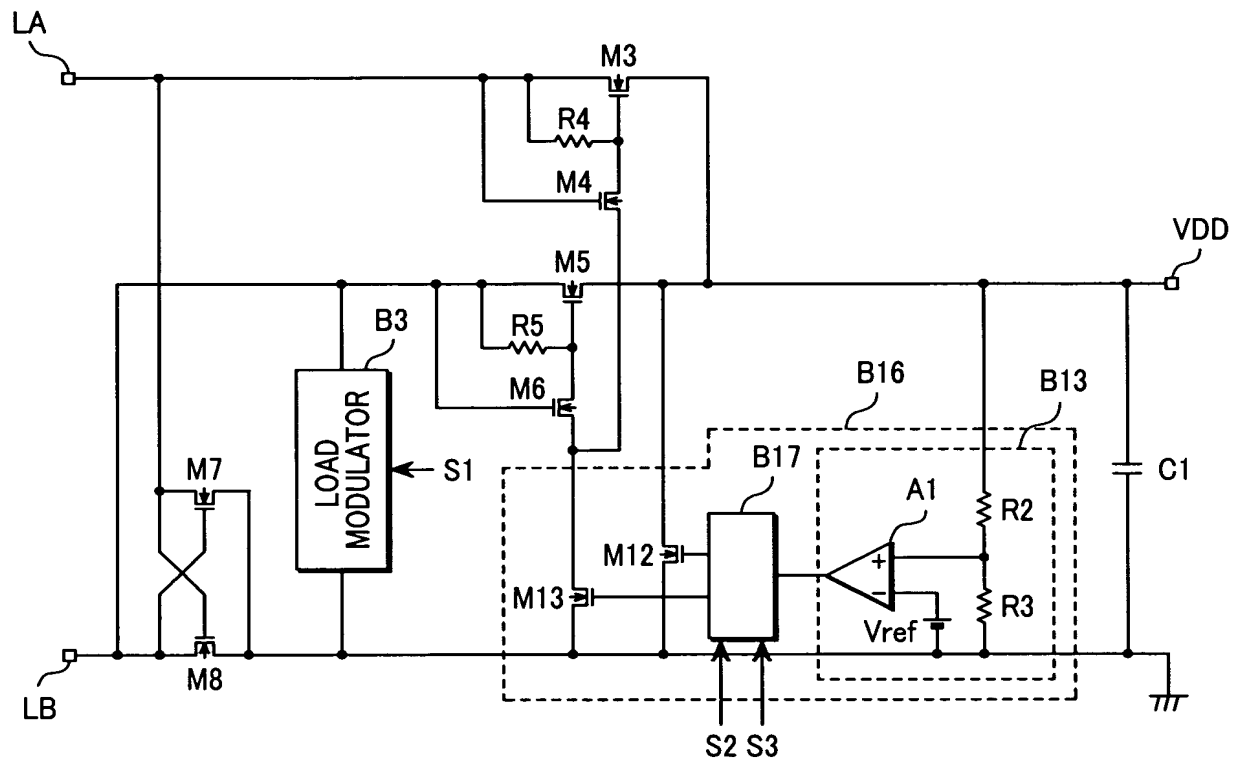 LA
M3
R4
M4
VDD
M5
B3
R5
B16
B13
M6
LOAD
MODULATOR
S1
B17
M7
A1
C1
R2
M12
+
M13
−
R3
Vref
M8
LB
S2
S3